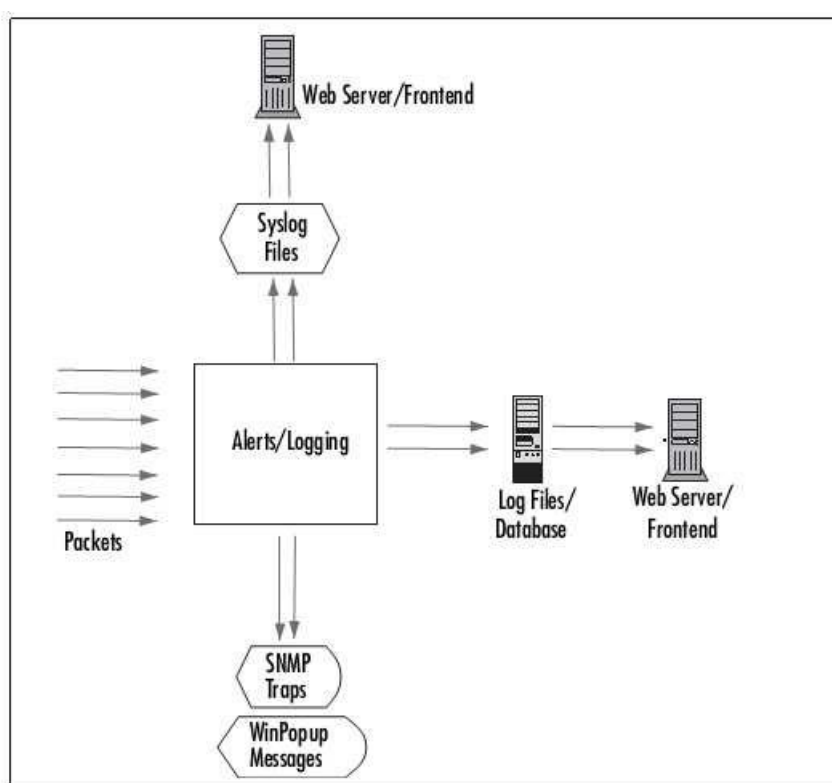 Web Server/Frontend
Syslog
Files
Alerts/Logging
Packets
Log Files/
Database
Web Server/
Frontend
SNMP
Traps
WinPopup
Messages